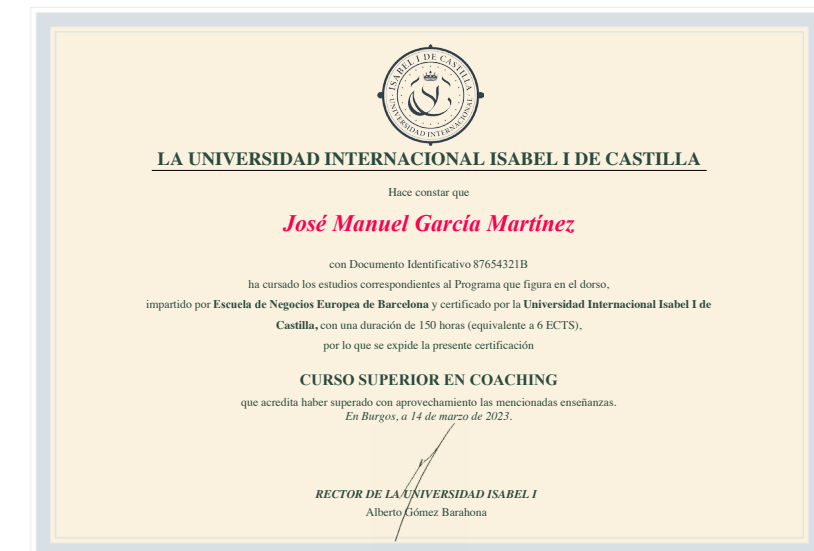 · ISABEL I DE CASTILLA ·
UNIVERSIDAD INTERNACIONAL
LA UNIVERSIDAD INTERNACIONAL ISABEL I DE CASTILLA
Hace constar que
José Manuel García Martínez
con Documento Identificativo 87654321B
ha cursado los estudios correspondientes al Programa que figura en el dorso,
impartido por Escuela de Negocios Europea de Barcelona y certificado por la Universidad Internacional Isabel I de
Castilla, con una duración de 150 horas (equivalente a 6 ECTS),
por lo que se expide la presente certificación
CURSO SUPERIOR EN COACHING
que acredita haber superado con aprovechamiento las mencionadas enseñanzas.
En Burgos, a 14 de marzo de 2023.
RECTOR DE LA UNIVERSIDAD ISABEL I
Alberto Gómez Barahona